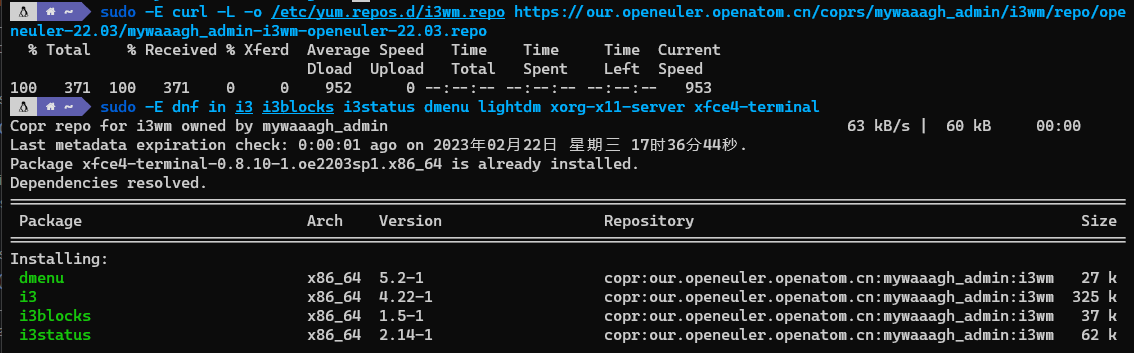 ~ sudo -E curl -L -o /etc/yum.repos.d/i3wm.repo https://our.openeuler.openatom.cn/coprs/mywaaagh_admin/i3wm/repo/ope
neuler-22.03/mywaaagh_admin-i3wm-openeuler-22.03.repo
% Total % Received % Xferd Average Speed Time Time Time Current
Dload Upload Total Spent Left Speed
100 371 100 371 0 0 952 0 --:--:-- --:--:-- --:--:-- 953
~ sudo -E dnf in i3 i3blocks i3status dmenu lightdm xorg-x11-server xfce4-terminal
Copr repo for i3wm owned by mywaaagh_admin 63 kB/s | 60 kB 00:00
Last metadata expiration check: 0:00:01 ago on 2023年02月22日 星期三 17时36分44秒.
Package xfce4-terminal-0.8.10-1.oe2203sp1.x86_64 is already installed.
Dependencies resolved.
Package Arch Version Repository Size
Installing:
dmenu x86_64 5.2-1 copr:our.openeuler.openatom.cn:mywaaagh_admin:i3wm 27 k
i3 x86_64 4.22-1 copr:our.openeuler.openatom.cn:mywaaagh_admin:i3wm 325 k
i3blocks x86_64 1.5-1 copr:our.openeuler.openatom.cn:mywaaagh_admin:i3wm 37 k
i3status x86_64 2.14-1 copr:our.openeuler.openatom.cn:mywaaagh_admin:i3wm 62 k